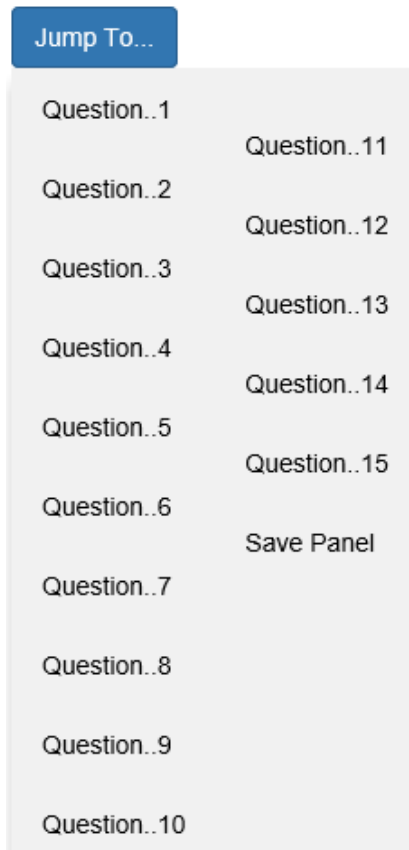 Jump To...
Question..1
Question..2
Question..3
Question..4
Question..5
Question..6
Question..7
Question..8
Question..9
Question..10
Question..11
Question..12
Question..13
Question..14
Question..15
Save Panel